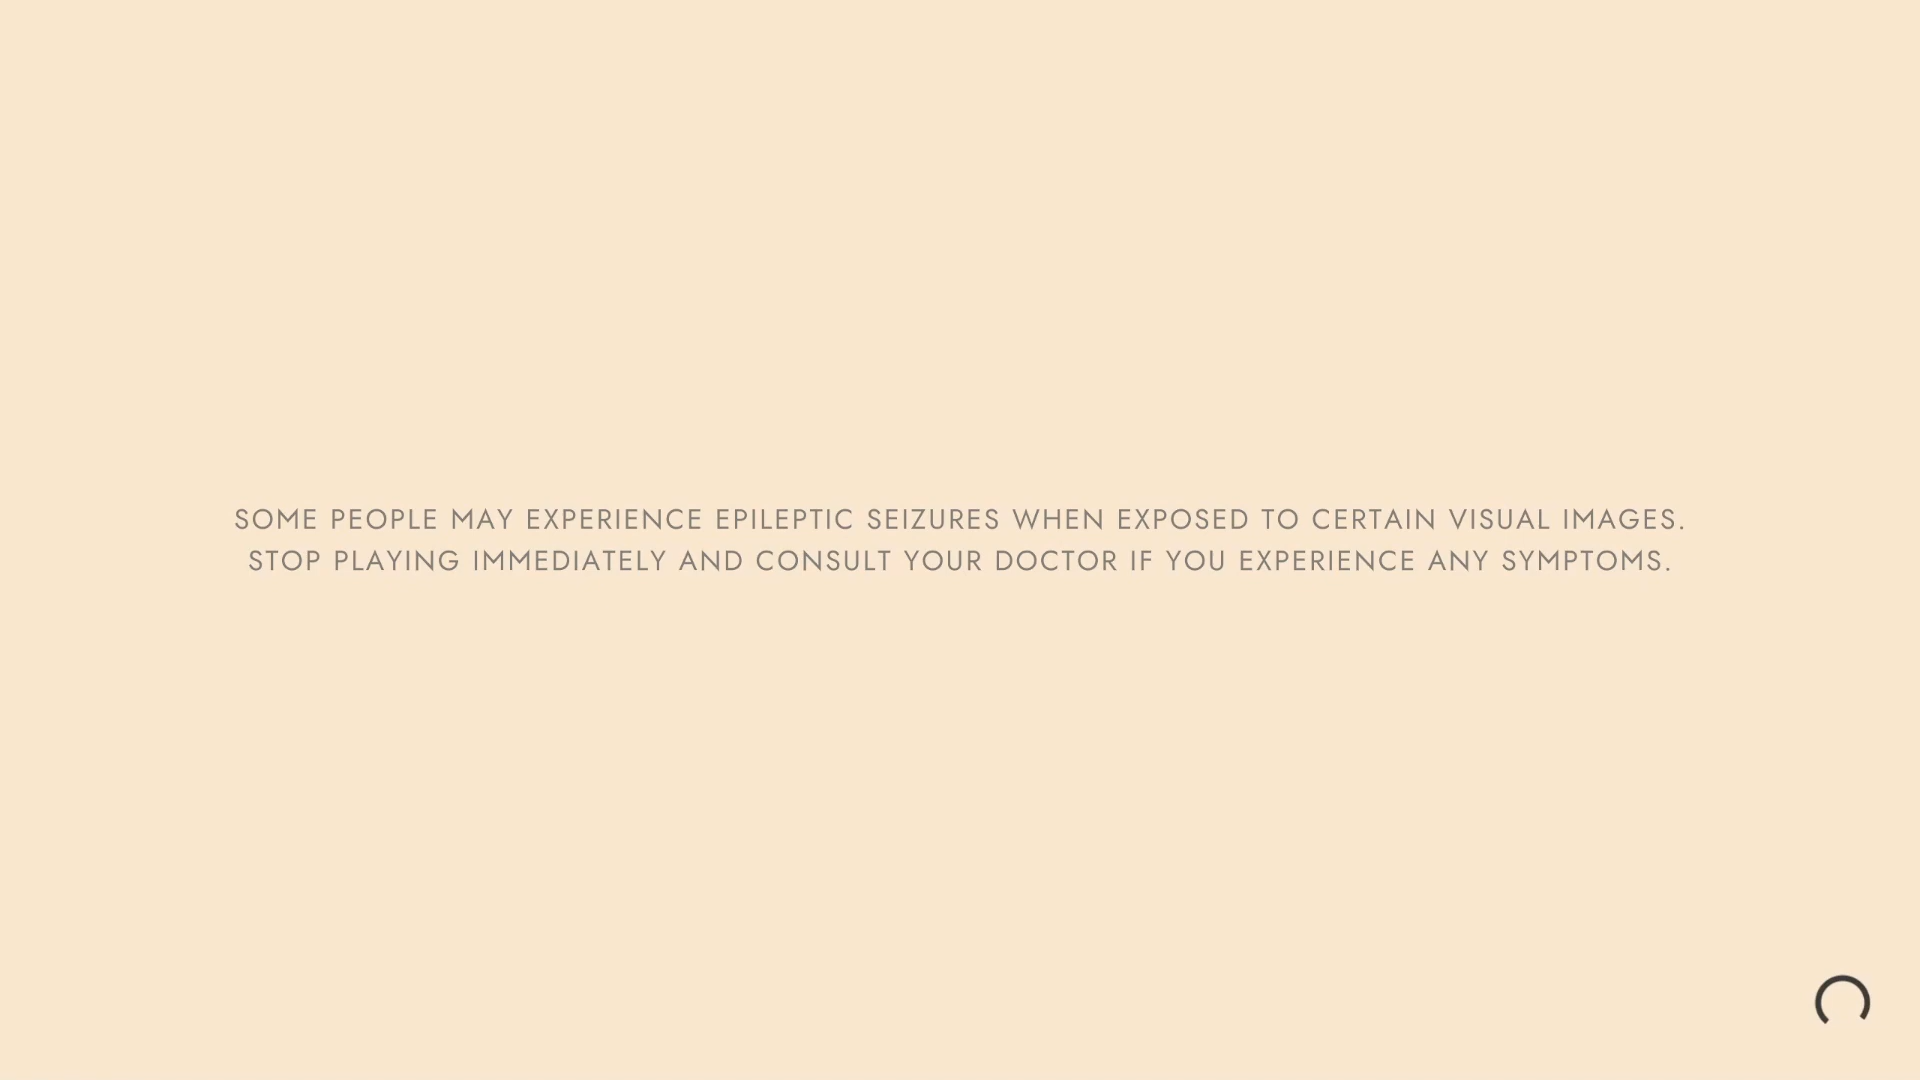 SOME PEOPLE MAY EXPERIENCE EPILEPTIC SEIZURES WHEN EXPOSED TO CERTAIN VISUAL IMAGES.
STOP PLAYING IMMEDIATELY AND CONSULT YOUR DOCTOR IF YOU EXPERIENCE ANY SYMPTOMS.